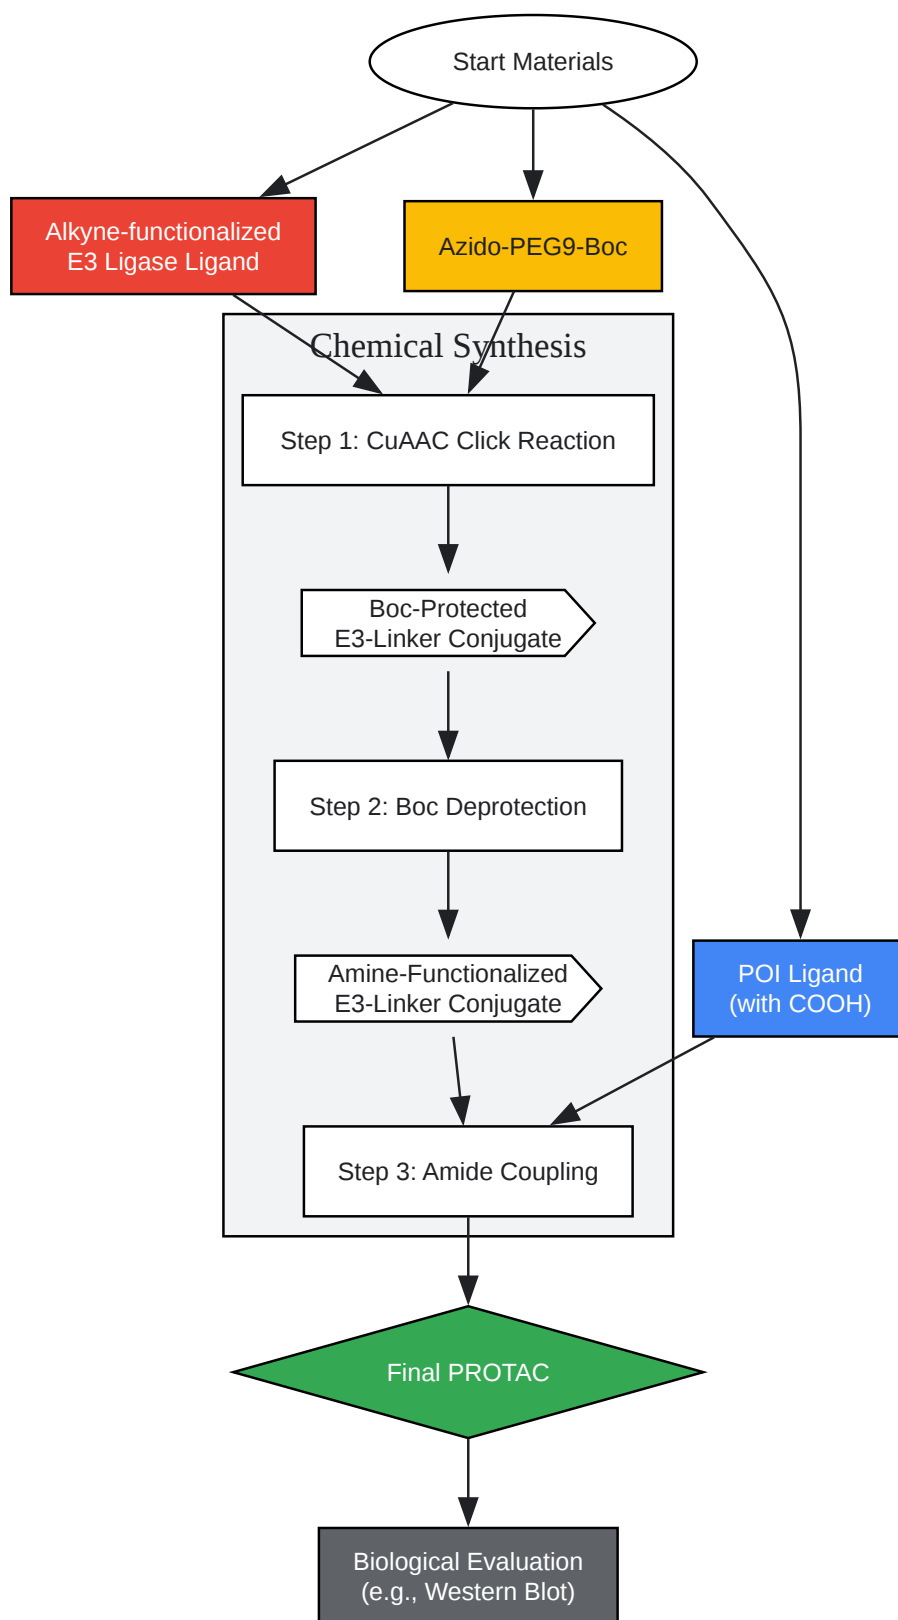 Start Materials
Alkyne-functionalized
E3 Ligase Ligand
Azido-PEG9-Boc
Chemical Synthesis
Step 1: CuAAC Click Reaction
Boc-Protected
E3-Linker Conjugate
Step 2: Boc Deprotection
Amine-Functionalized
E3-Linker Conjugate
POI Ligand
(with COOH)
Step 3: Amide Coupling
Final PROTAC
Biological Evaluation
(e.g., Western Blot)